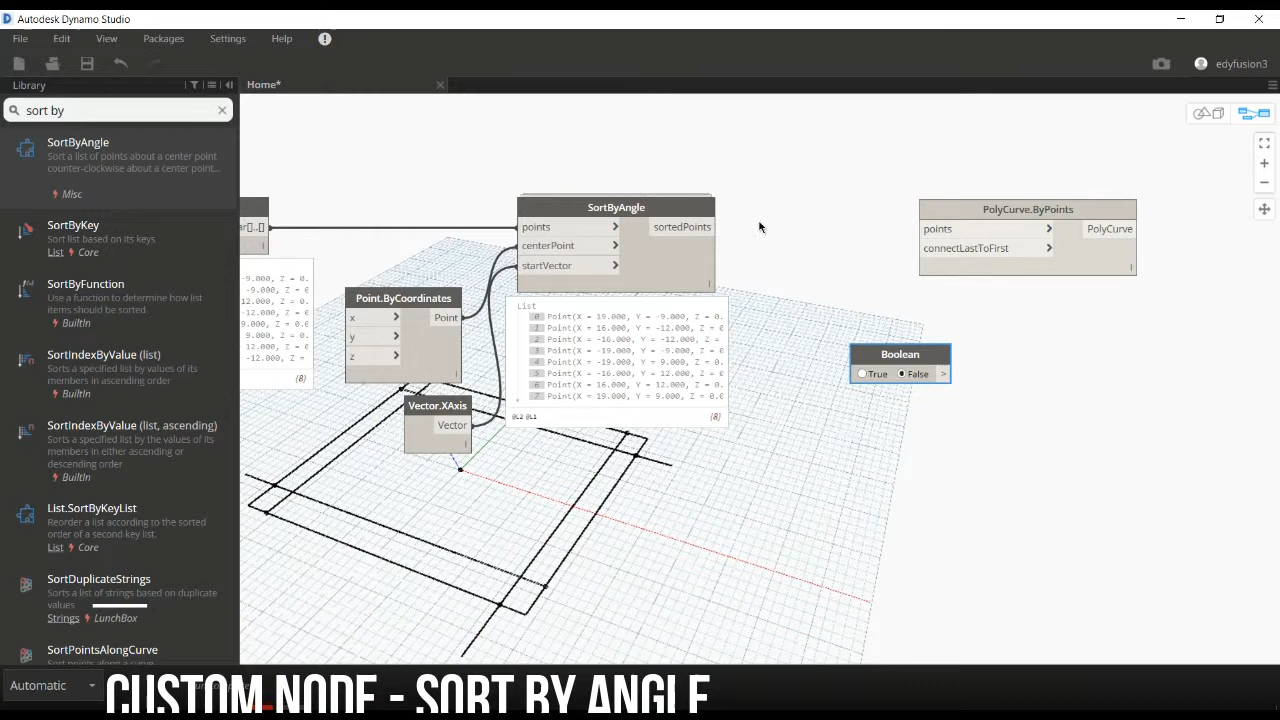 Autodesk Dynamo Studio
File Edit View Packages Settings Help
edyfusion3
Library
Home*
sort by
SortByAngle
Sort a list of points about a center point
counter-clockwise about a center point...
Misc
SortByKey
Sort list based on its keys
List Core
SortByFunction
Use a function to determine how list
items should be sorted
BuiltIn
SortIndexByValue (list)
Sorts a specified list by values of its
members in ascending order
BuiltIn
SortIndexByValue (list, ascending)
Sorts a specified list by the values of its
members in either ascending or
descending order
BuiltIn
List.SortByKeyList
Reorder a list according to the sorted
order of a second key list.
List Core
SortDuplicateStrings
Sorts a list of strings based on duplicate
values
Strings LunchBox
SortPointsAlongCurve
Automatic
ar[]..[]
-9.000, Z = 0.
(8)
Point.ByCoordinates
x
Point
y
z
Vector.XAxis
Vector
SortByAngle
points
sortedPoints
centerPoint
startVector
List
0 Point(X = 19.000, Y = -9.000, Z = 0.
1 Point(X = 16.000, Y = -12.000, Z = 0
2 Point(X = -16.000, Y = -12.000, Z =
3 Point(X = -19.000, Y = -9.000, Z = 0
4 Point(X = -19.000, Y = 9.000, Z = 0.
5 Point(X = -16.000, Y = 12.000, Z = 0
6 Point(X = 16.000, Y = 12.000, Z = 0.
7 Point(X = 19.000, Y = 9.000, Z = 0.0
@L2 @L1
(8)
PolyCurve.ByPoints
points
PolyCurve
connectLastToFirst
Boolean
True False >
CUSTOM NODE - SORT BY ANGLE